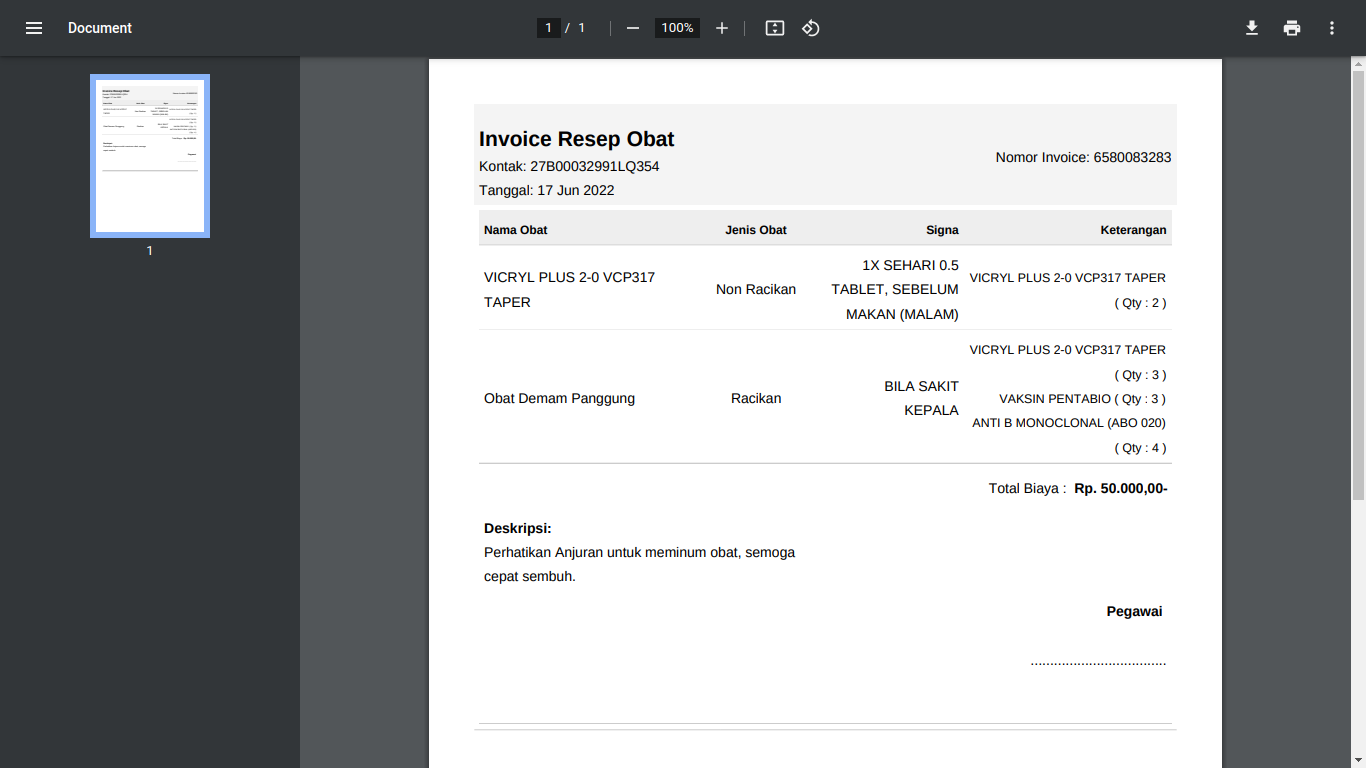 Document
1 / 1
100%
1
Invoice Resep Obat
Kontak: 27B00032991LQ354
Tanggal: 17 Jun 2022
Nomor Invoice: 6580083283
Nama Obat Jenis Obat Signa Keterangan
VICRYL PLUS 2-0 VCP317
TAPER
Non Racikan
1X SEHARI 0.5
TABLET, SEBELUM
MAKAN (MALAM)
VICRYL PLUS 2-0 VCP317 TAPER
( Qty : 2 )
Obat Demam Panggung
Racikan
BILA SAKIT
KEPALA
VICRYL PLUS 2-0 VCP317 TAPER
( Qty : 3 )
VAKSIN PENTABIO ( Qty : 3 )
ANTI B MONOCLONAL (ABO 020)
( Qty : 4 )
Total Biaya : Rp. 50.000,00-
Deskripsi:
Perhatikan Anjuran untuk meminum obat, semoga
cepat sembuh.
Pegawai
...................................